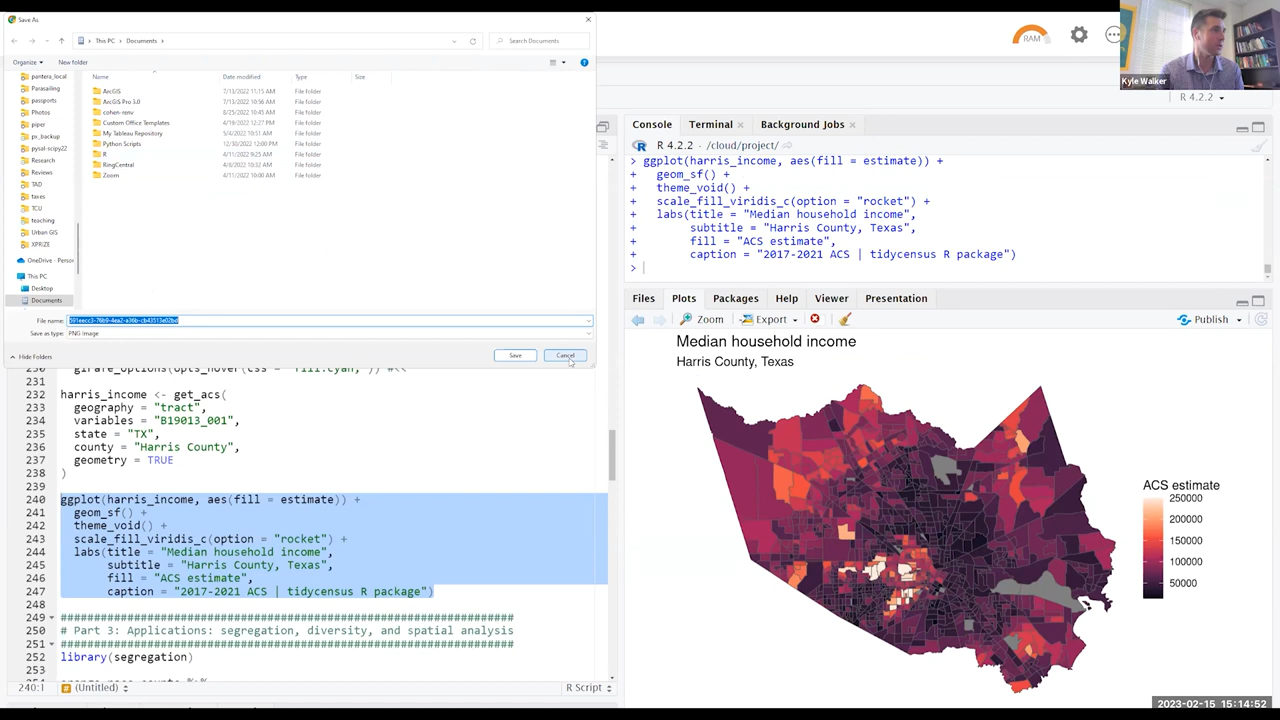 Save As
This PC > Documents >
Search Documents
Organize
New folder
Name
Date modified
Type
Size
pantera_local
Parasailing
passports
Photos
piper
px_backup
pysal-scipy22
Research
Reviews
TAD
taxes
TCU
teaching
Urban GIS
XPRIZE
OneDrive - Person
This PC
Desktop
Documents
ArcGIS 7/13/2022 11:15 AM File folder
ArcGIS Pro 3.0 7/13/2022 10:56 AM File folder
cohen-renv 8/25/2022 10:45 AM File folder
Custom Office Templates 4/19/2022 12:27 PM File folder
My Tableau Repository 5/4/2022 10:51 AM File folder
Python Scripts 12/30/2022 12:00 PM File folder
R 4/11/2022 9:25 AM File folder
RingCentral 4/8/2022 10:32 AM File folder
Zoom 4/11/2022 10:00 AM File folder
File name:
Save as type: PNG Image
Hide Folders
Save
Cancel
RAM
Kyle Walker
R 4.2.2
Console
Terminal
Background Jobs
R 4.2.2 · /cloud/project/
> ggplot(harris_income, aes(fill = estimate)) +
+ geom_sf() +
+ theme_void() +
+ scale_fill_viridis_c(option = "rocket") +
+ labs(title = "Median household income",
+ subtitle = "Harris County, Texas",
+ fill = "ACS estimate",
+ caption = "2017-2021 ACS | tidycensus R package")
>
231
232 harris_income <- get_acs(
233 geography = "tract",
234 variables = "B19013_001",
235 state = "TX",
236 county = "Harris County",
237 geometry = TRUE
238 )
239
240 ggplot(harris_income, aes(fill = estimate)) +
241 geom_sf() +
242 theme_void() +
243 scale_fill_viridis_c(option = "rocket") +
244 labs(title = "Median household income",
245 subtitle = "Harris County, Texas",
246 fill = "ACS estimate",
247 caption = "2017-2021 ACS | tidycensus R package")
248
249 #####################################################################
250 # Part 3: Applications: segregation, diversity, and spatial analysis
251 #####################################################################
252 library(segregation)
253
240:1
(Untitled)
R Script
Files
Plots
Packages
Help
Viewer
Presentation
Zoom
Export
Publish
Median household income
Harris County, Texas
ACS estimate
250000
200000
150000
100000
50000
2023-02-15 15:14:52